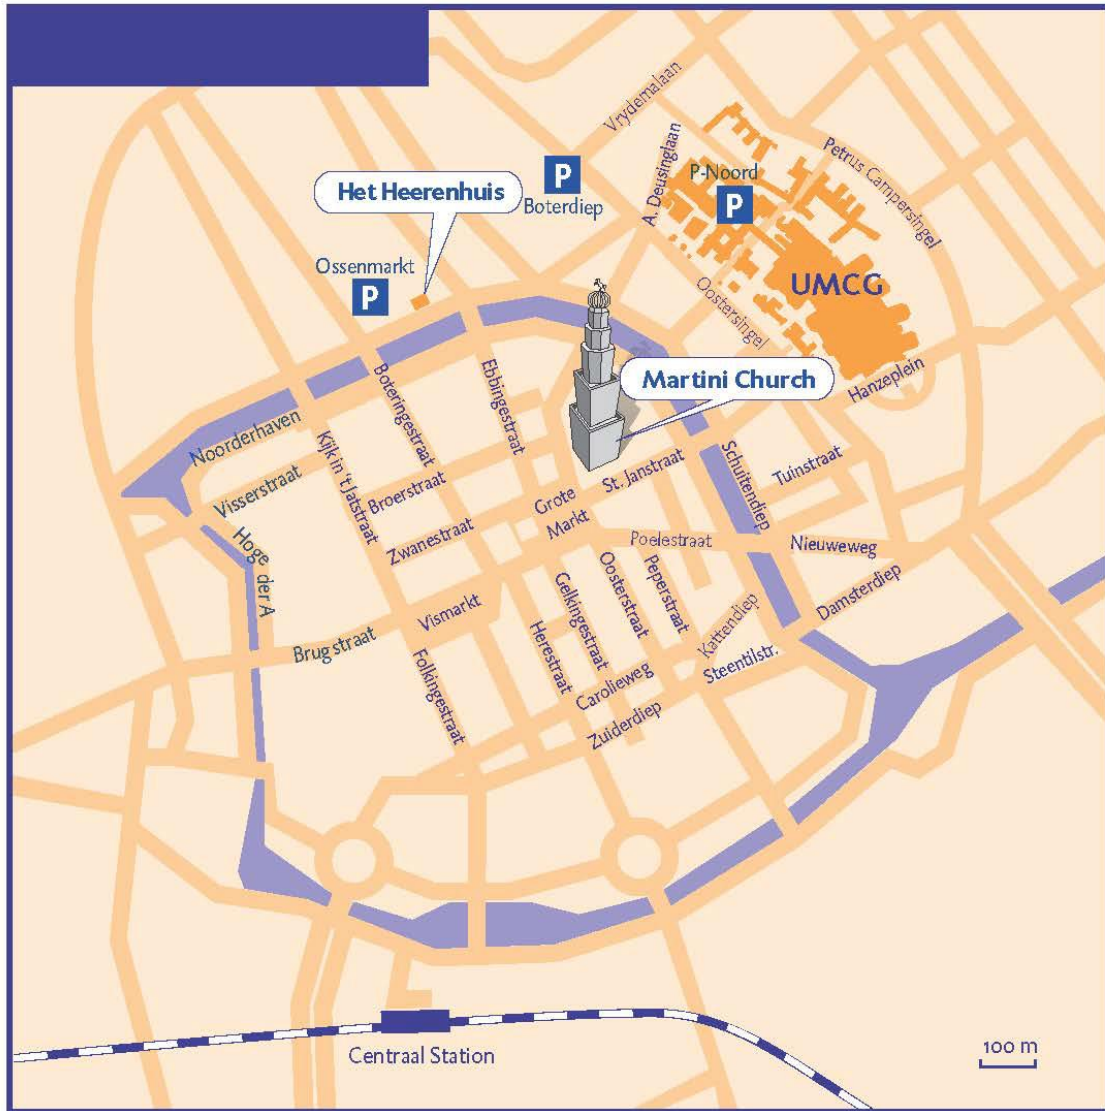 Vrydemalaan
A. Deusinglaan
Petrus Campersingel
P-Noord
P
P
Boterdiep
Het Heerenhuis
Ossenmarkt
P
UMCG
Oostersingel
Martini Church
Hanzeplein
Noorderhaven
Boteringestraat
Ebbingestraat
Kijk in 't Jatstraat
Visserstraat
Broerstraat
Zwanestraat
Grote
Markt
St. Janstraat
Schuitendiep
Tuinstraat
Poelestraat
Nieuweweg
Damsterdiep
Hoge
der A
Brugstraat
Vismarkt
Folkingestraat
Herestraat
Gelkingestraat
Oosterstraat
Peperstraat
Kattendiep
Steentilstr.
Carolieweg
Zuiderdiep
Centraal Station
100 m